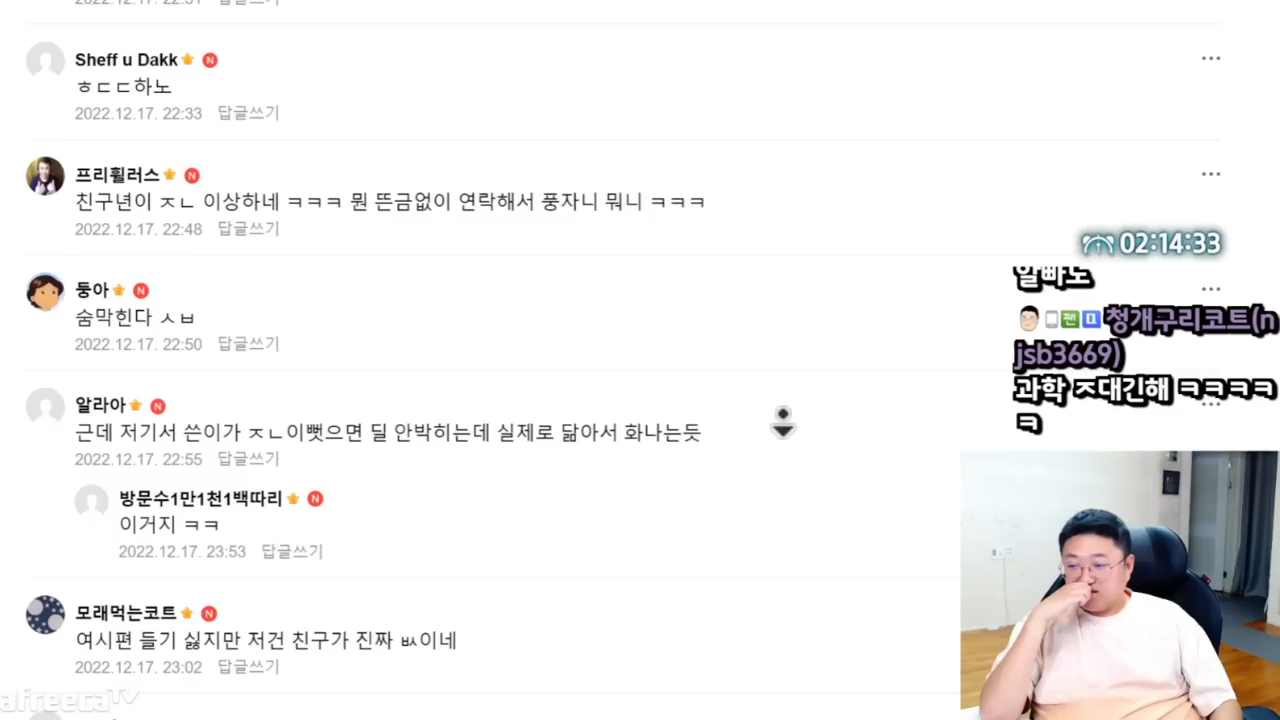 Sheff u Dakk N
ㅎㄷㄷ하노
2022.12.17. 22:33 답글쓰기
프리휠러스 N
친구년이 ㅈㄴ 이상하네 ㅋㅋㅋ 뭔 뜬금없이 연락해서 풍자니 뭐니 ㅋㅋㅋ
2022.12.17. 22:48 답글쓰기
02:14:33
둥아 N
숨막힌다 ㅅㅂ
2022.12.17. 22:50 답글쓰기
알빠노
팬 청개구리코트(n
jsb3669)
과학 ㅈ대긴해 ㅋㅋㅋㅋ
ㅋ
알라아 N
근데 저기서 쓴이가 ㅈㄴ이뻣으면 딜 안박히는데 실제로 닮아서 화나는듯
2022.12.17. 22:55 답글쓰기
방문수1만1천1백따리 N
이거지 ㅋㅋ
2022.12.17. 23:53 답글쓰기
모래먹는코트 N
여시편 들기 싫지만 저건 친구가 진짜 ㅄ이네
2022.12.17. 23:02 답글쓰기
afreecaTV